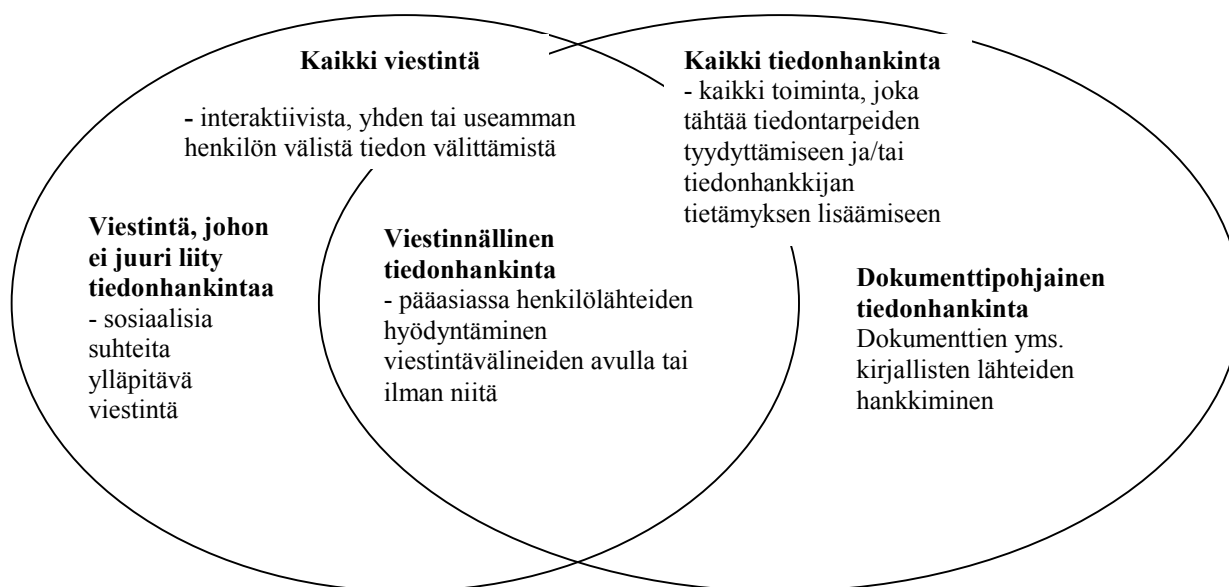 Kaikki viestintä
- interaktiivista, yhden tai useamman
henkilön välistä tiedon välittämistä
Kaikki tiedonhankinta
- kaikki toiminta, joka
tähtää tiedontarpeiden
tyydyttämiseen ja/tai
tiedonhankkijan
tietämyksen lisäämiseen
Viestintä, johon
ei juuri liity
tiedonhankintaa
- sosiaalisia
suhteita
ylläpitävä
viestintä
Viestinnällinen
tiedonhankinta
- pääasiassa henkilölähteiden
hyödyntäminen
viestintävälineiden avulla tai
ilman niitä
Dokumenttipohjainen
tiedonhankinta
Dokumenttien yms.
kirjallisten lähteiden
hankkiminen